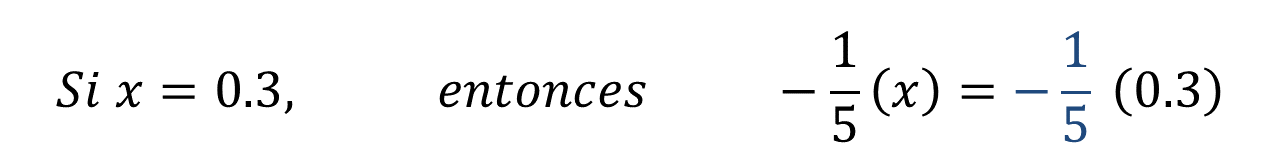 Si x = 0.3, entonces − 1/5 (x) = − 1/5 (0.3)